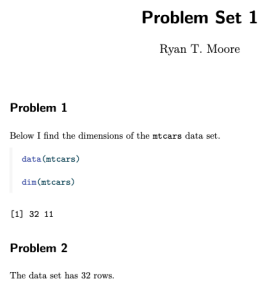 Problem Set 1
Ryan T. Moore
Problem 1
Below I find the dimensions of the mtcars data set.
data(mtcars)
dim(mtcars)
[1] 32 11
Problem 2
The data set has 32 rows.